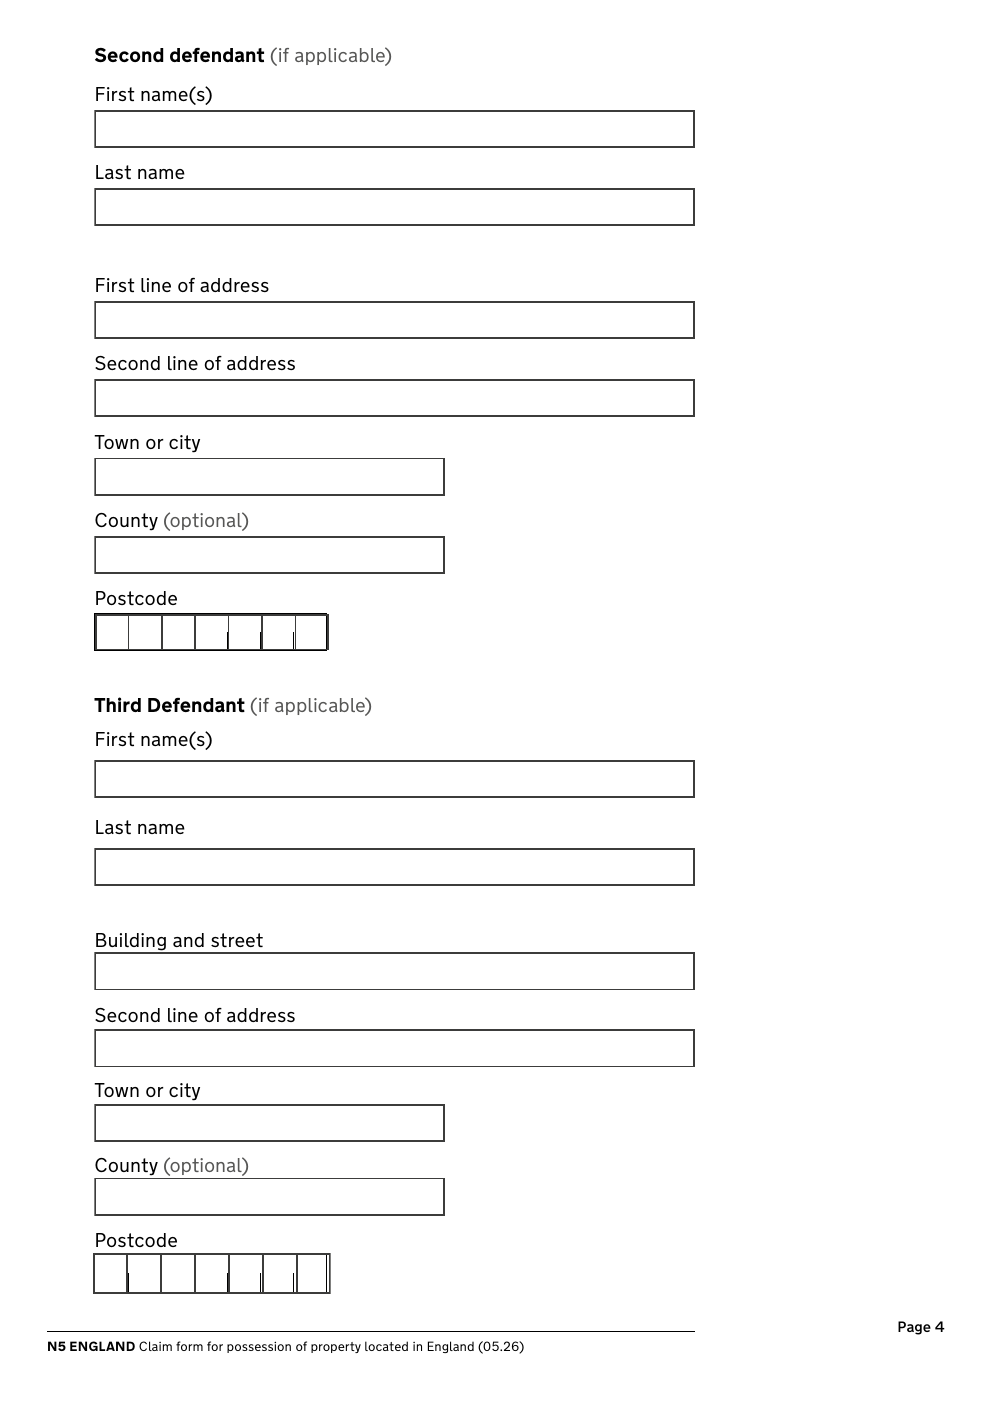 Second defendant (if applicable)
First name(s)
Last name
First line of address
Second line of address
Town or city
County (optional)
Postcode
Third Defendant (if applicable)
First name(s)
Last name
Building and street
Second line of address
Town or city
County (optional)
Postcode
Page 4
N5 ENGLAND Claim form for possession of property located in England (05.26)